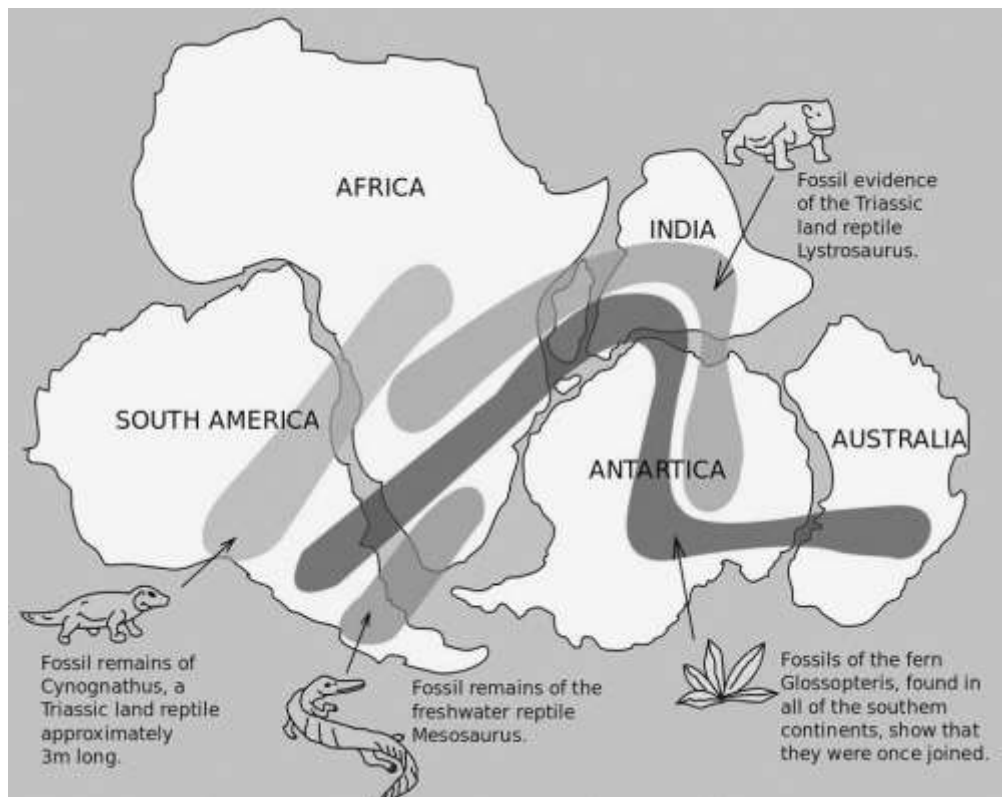 AFRICA
INDIA
Fossil evidence
of the Triassic
land reptile
Lystrosaurus.
SOUTH AMERICA
ANTARTICA
AUSTRALIA
Fossil remains of
Cynognathus, a
Triassic land reptile
approximately
3m long.
Fossil remains of the
freshwater reptile
Mesosaurus.
Fossils of the fern
Glossopteris, found in
all of the southem
continents, show that
they were once joined.